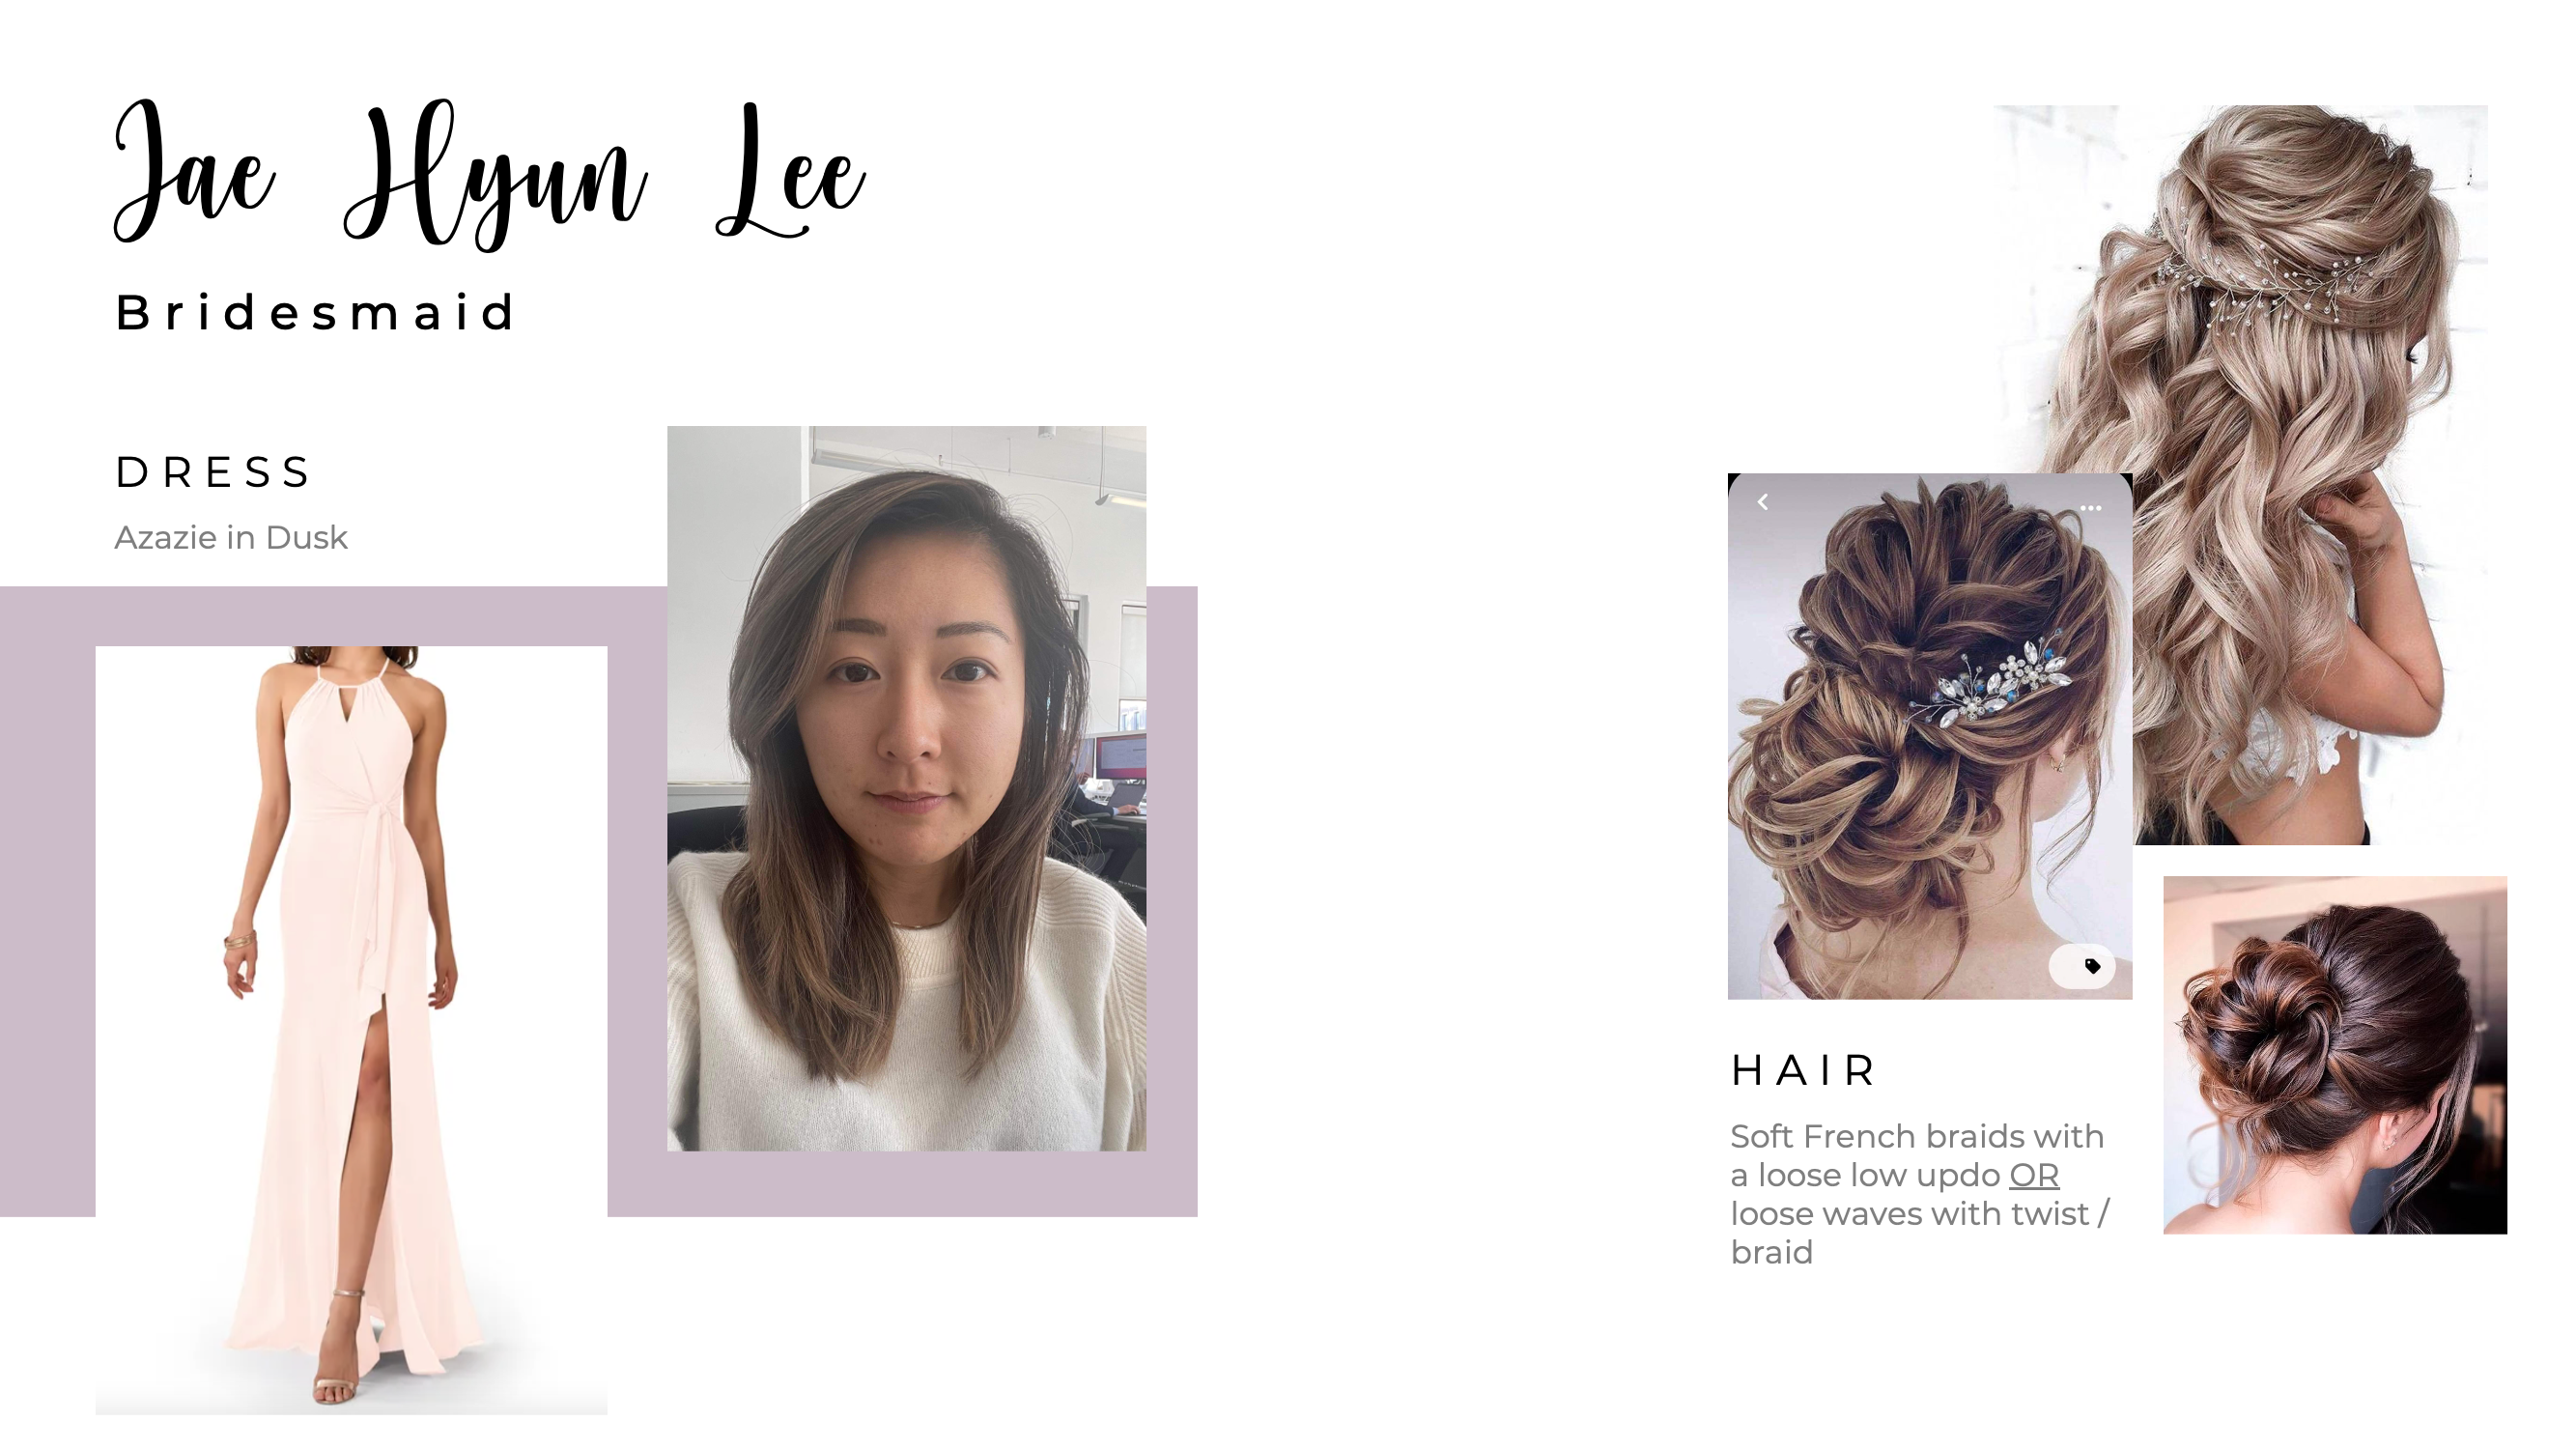 Jae Hyun Lee
Bridesmaid
DRESS
Azazie in Dusk
HAIR
Soft French braids with
a loose low updo OR
loose waves with twist /
braid